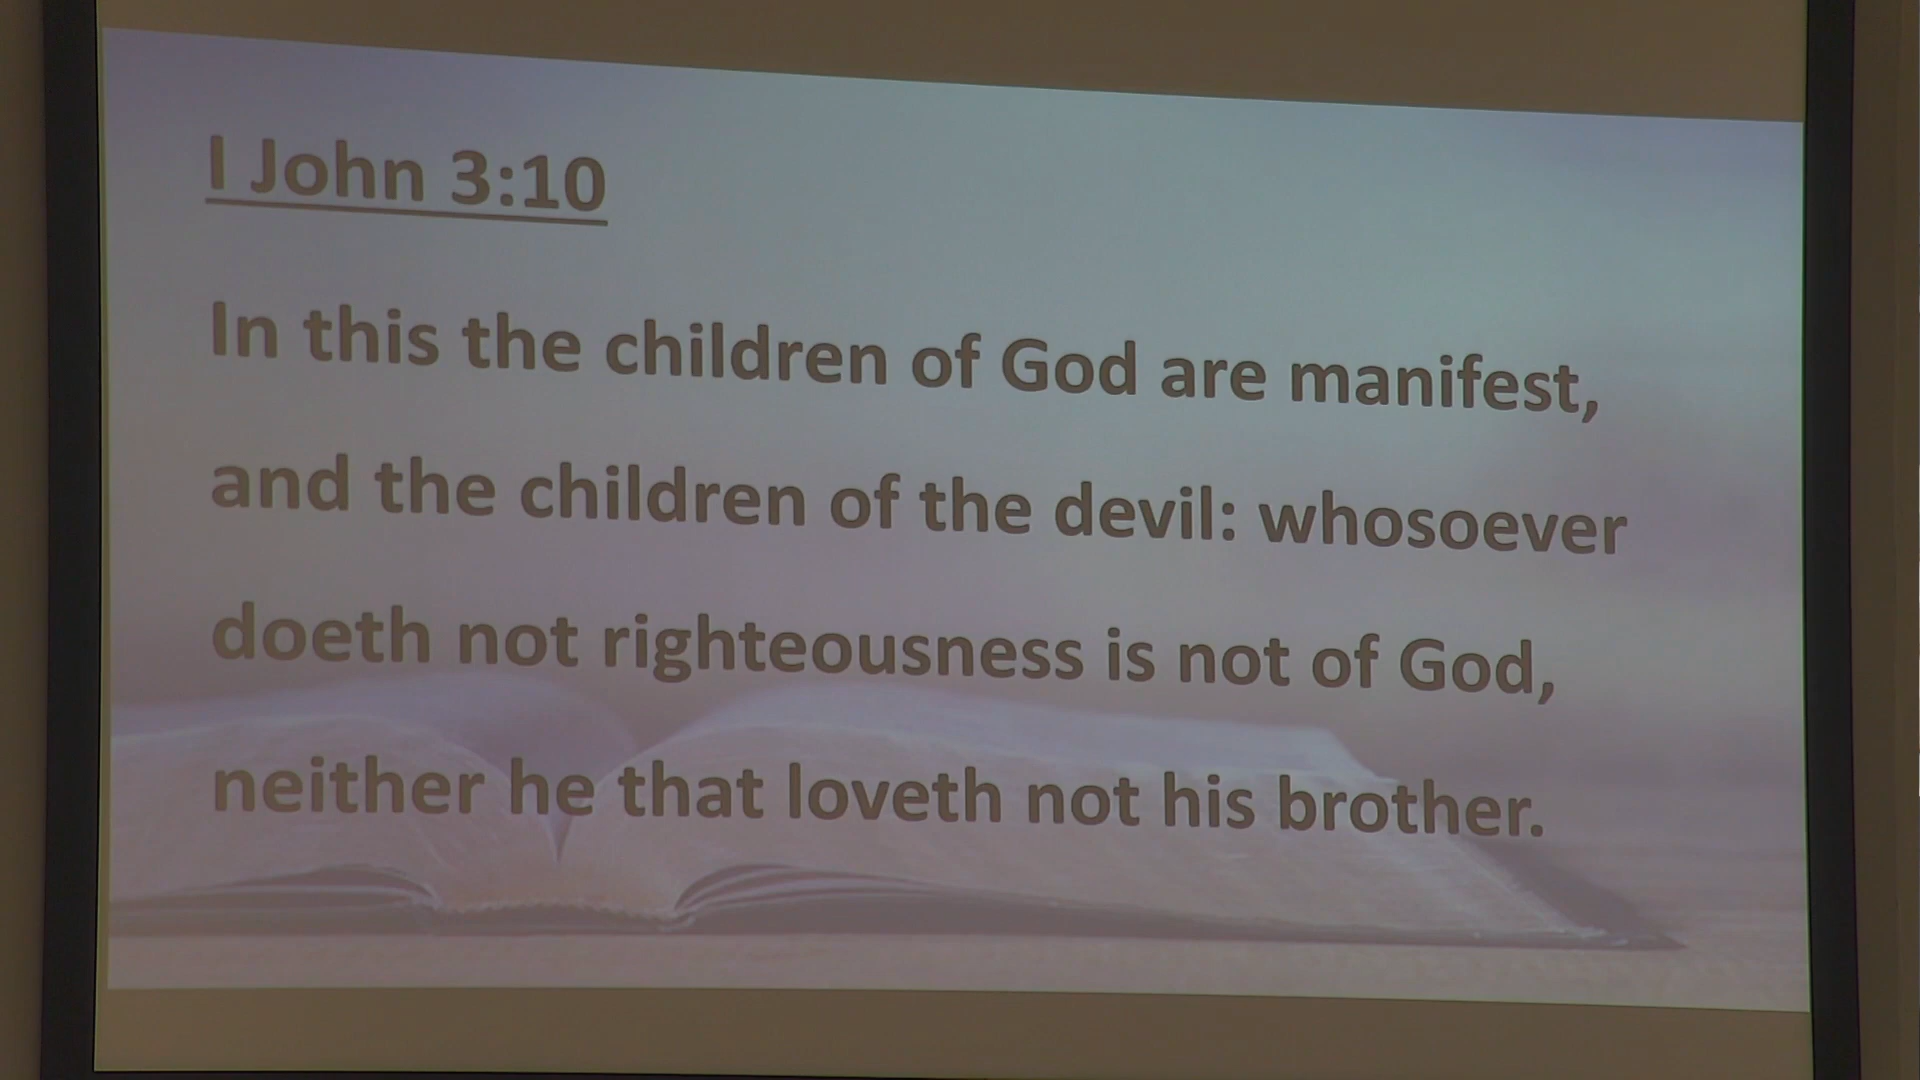 I John 3:10
In this the children of God are manifest,
and the children of the devil: whosoever
doeth not righteousness is not of God,
neither he that loveth not his brother.